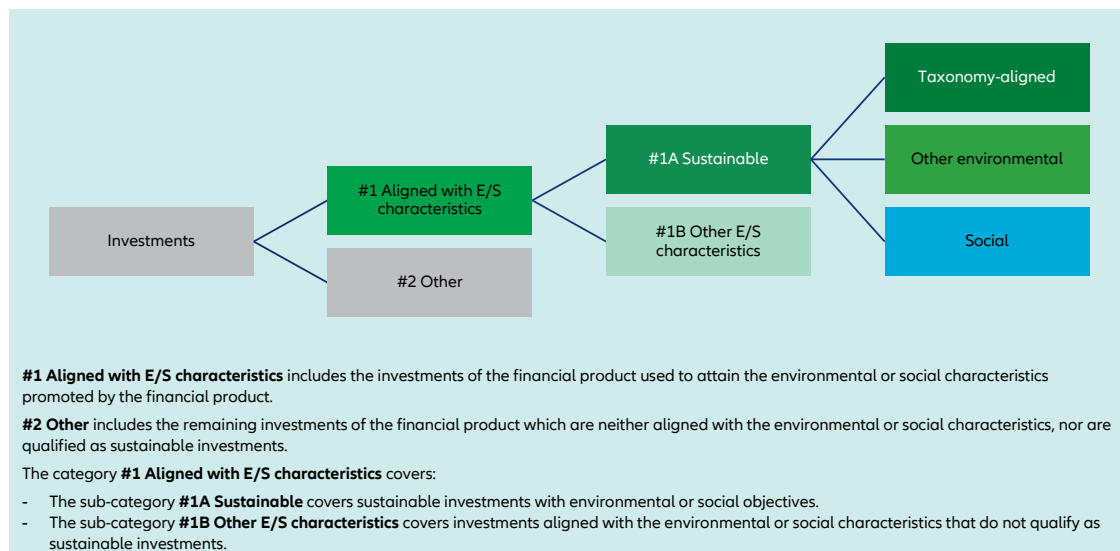 Taxonomy-aligned
#1A Sustainable
Other environmental
#1 Aligned with E/S
characteristics
#1B Other E/S
characteristics
Investments
Social
#2 Other
#1 Aligned with E/S characteristics includes the investments of the financial product used to attain the environmental or social characteristics
promoted by the financial product.
#2 Other includes the remaining investments of the financial product which are neither aligned with the environmental or social characteristics, nor are
qualified as sustainable investments.
The category #1 Aligned with E/S characteristics covers:
- The sub-category #1A Sustainable covers sustainable investments with environmental or social objectives.
- The sub-category #1B Other E/S characteristics covers investments aligned with the environmental or social characteristics that do not qualify as
sustainable investments.